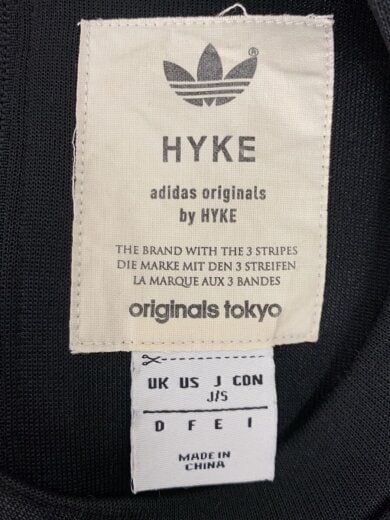 ®
HYKE
adidas originals
by HYKE
THE BRAND WITH THE 3 STRIPES
DIE MARKE MIT DEN 3 STREIFEN
LA MARQUE AUX 3 BANDES
originals tokyo
UK US J CDN
J/S
D F E I
MADE IN
CHINA